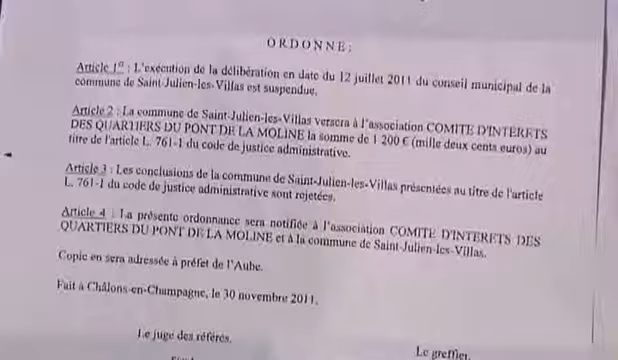 ORDONNE :
Article 1er : L'exécution de la délibération en date du 12 juillet 2011 du conseil municipal de la
commune de Saint-Julien-les-Villas est suspendue.
Article 2 : La commune de Saint-Julien-les-Villas versera à l'association COMITE D'INTERETS
DES QUARTIERS DU PONT DE LA MOLINE la somme de 1 200 € (mille deux cents euros) au
titre de l'article L. 761-1 du code de justice administrative.
Article 3 : Les conclusions de la commune de Saint-Julien-les-Villas présentées au titre de l'article
L. 761-1 du code de justice administrative sont rejetées.
Article 4 : La présente ordonnance sera notifiée à l'association COMITE D'INTERETS DES
QUARTIERS DU PONT DE LA MOLINE et à la commune de Saint-Julien-les-Villas.
Copie en sera adressée à préfet de l'Aube.
Fait à Châlons-en-Champagne, le 30 novembre 2011.
Le juge des référés,
Le greffier,